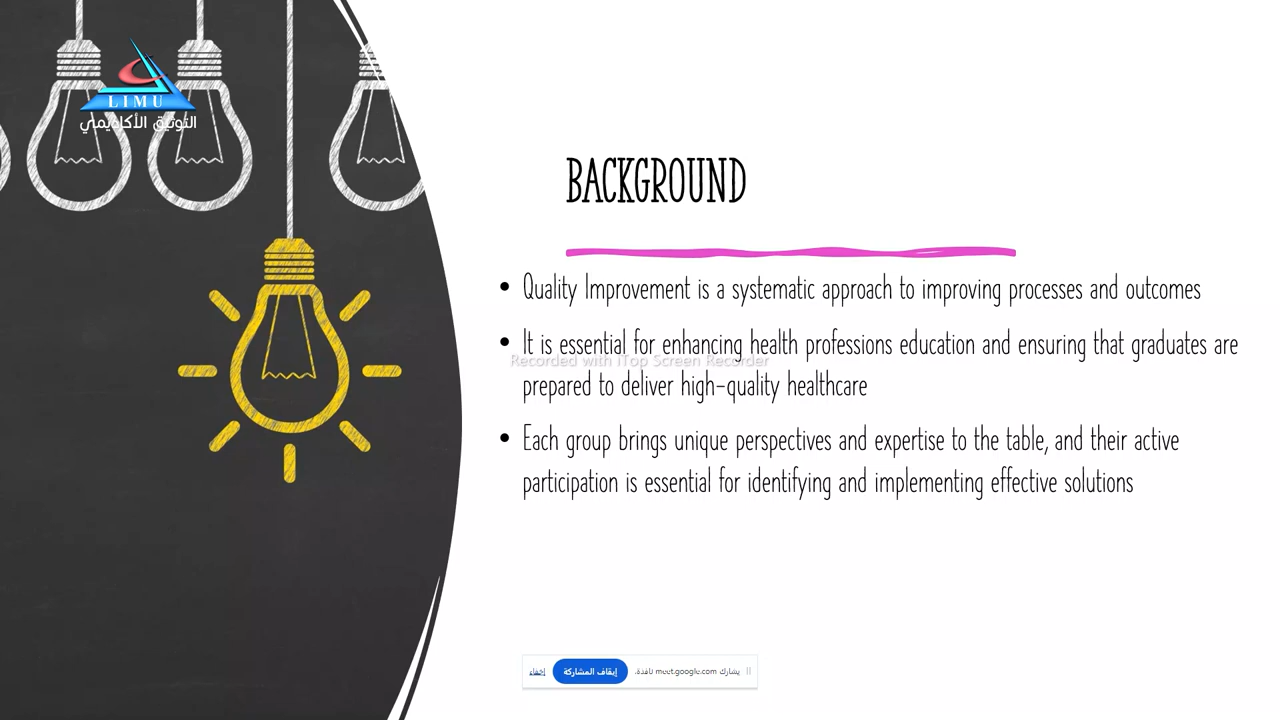 LIMU
التوثيق الأكاديمي
BACKGROUND
• Quality Improvement is a systematic approach to improving processes and outcomes
• It is essential for enhancing health professions education and ensuring that graduates are
prepared to deliver high-quality healthcare
Recorded with iTop Screen Recorder
• Each group brings unique perspectives and expertise to the table, and their active
participation is essential for identifying and implementing effective solutions
يشارك meet.google.com نافذة.
إيقاف المشاركة
إخفاء